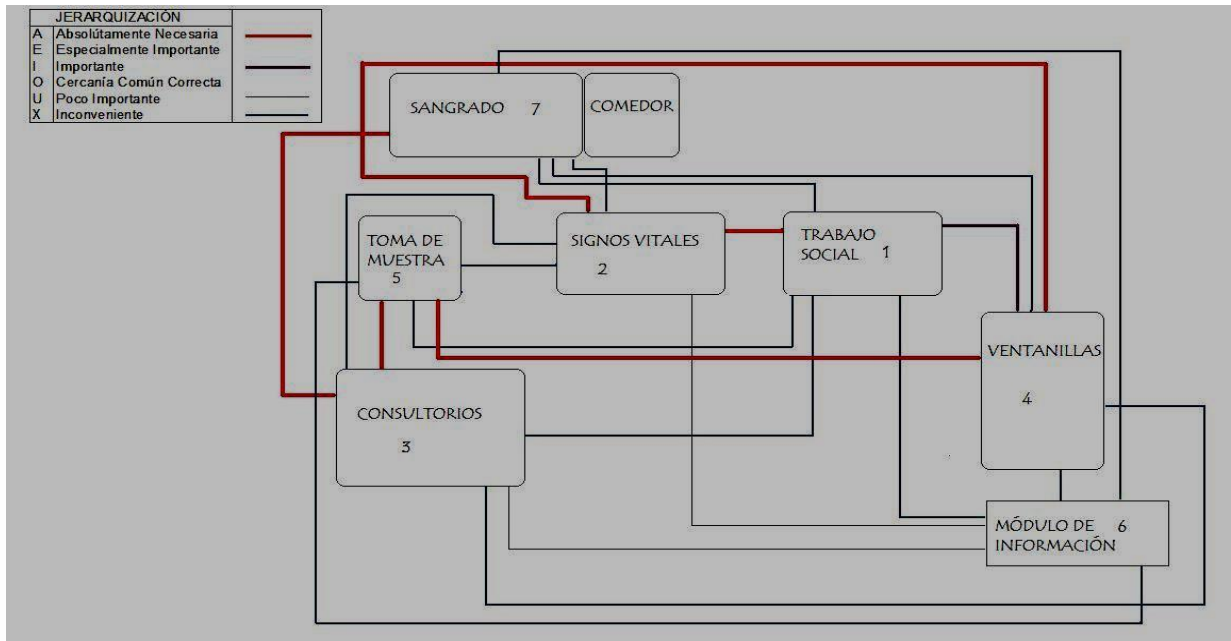 JERARQUIZACIÓN
A Absolútamente Necesaria
E Especialmente Importante
I Importante
O Cercanía Común Correcta
U Poco Importante
X Inconveniente
SANGRADO 7
COMEDOR
TOMA DE
MUESTRA
5
SIGNOS VITALES
2
TRABAJO
SOCIAL 1
VENTANILLAS
4
CONSULTORIOS
3
MÓDULO DE 6
INFORMACIÓN